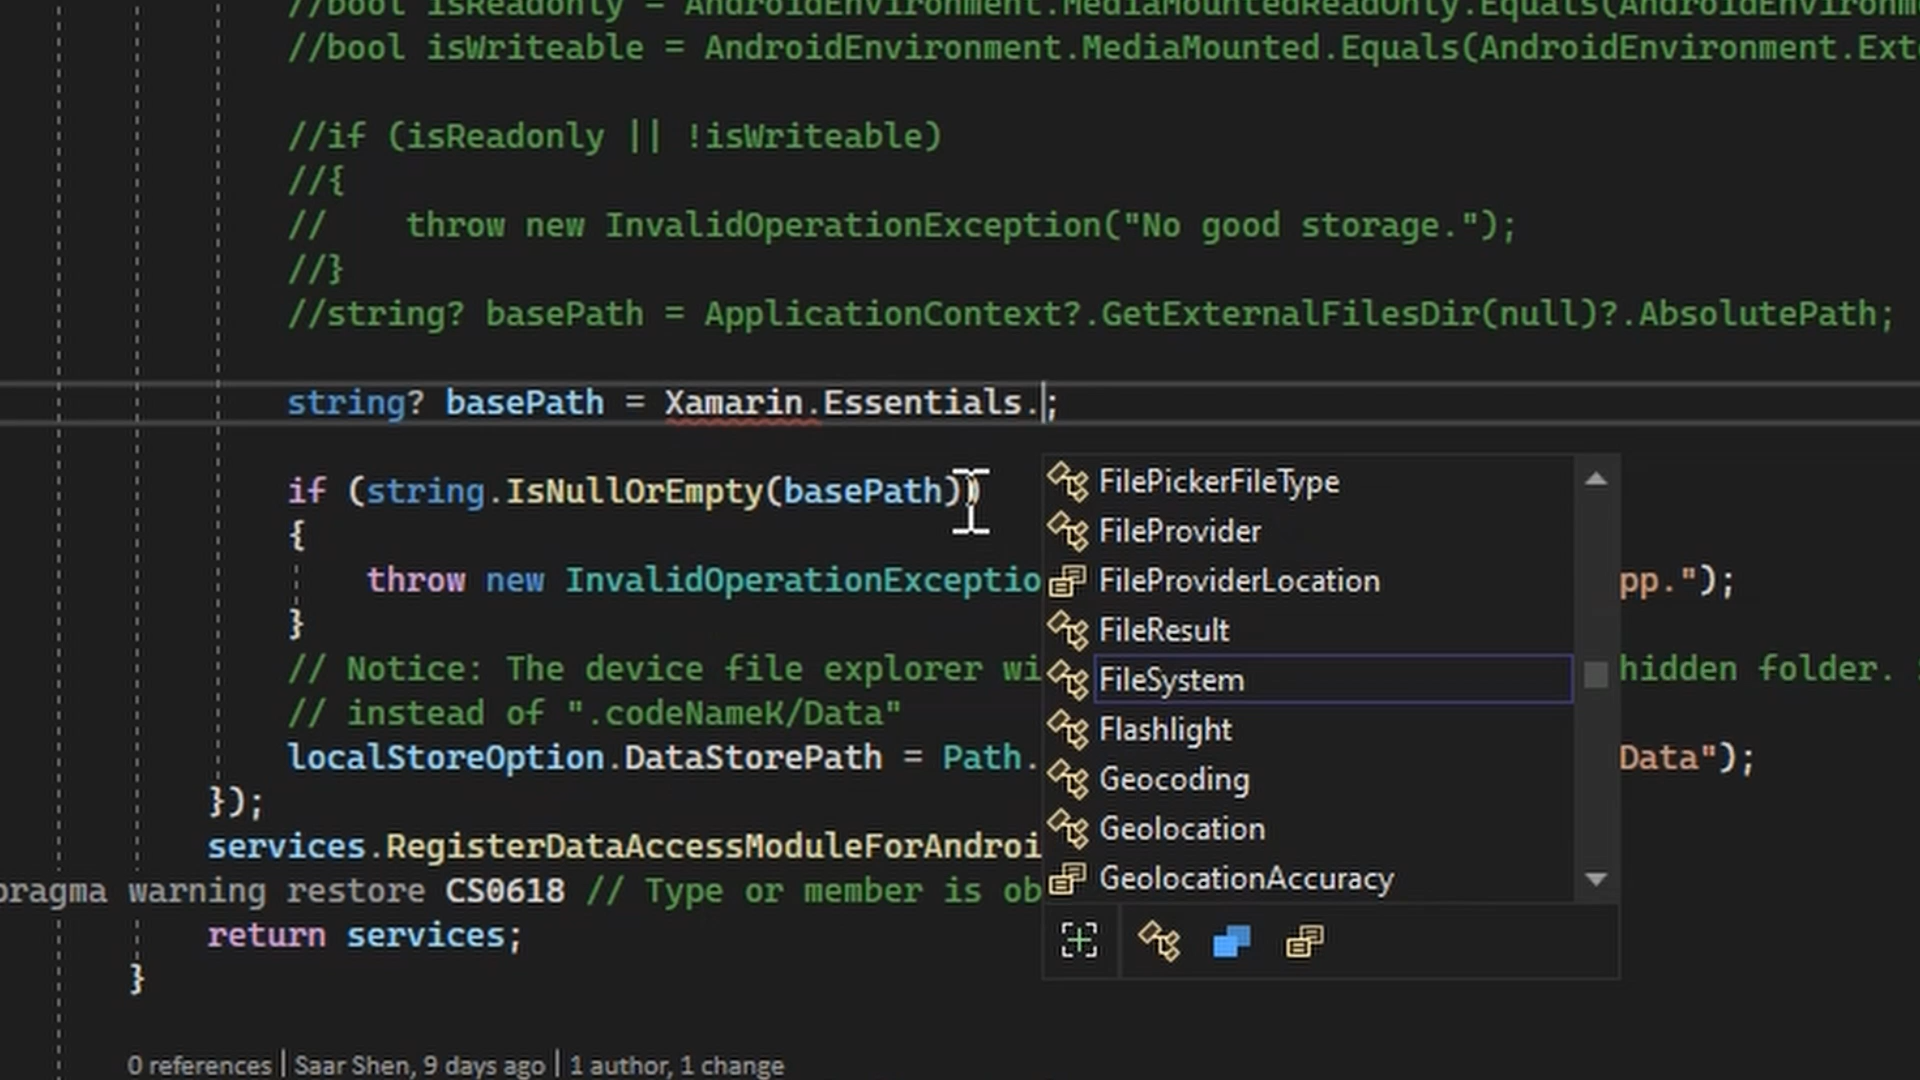 //bool isReadonly = AndroidEnvironment.MediaMountedReadOnly.Equals(AndroidEnvironm
//bool isWriteable = AndroidEnvironment.MediaMounted.Equals(AndroidEnvironment.Ext
//if (isReadonly || !isWriteable)
//{
//    throw new InvalidOperationException("No good storage.");
//}
//string? basePath = ApplicationContext?.GetExternalFilesDir(null)?.AbsolutePath;
string? basePath = Xamarin.Essentials.;
if (string.IsNullOrEmpty(basePath))
{
throw new InvalidOperationExceptio pp.");
}
// Notice: The device file explorer wi hidden folder.
// instead of ".codeNameK/Data"
localStoreOption.DataStorePath = Path. Data");
});
services.RegisterDataAccessModuleForAndroi
pragma warning restore CS0618 // Type or member is ob
return services;
}
0 references | Saar Shen, 9 days ago | 1 author, 1 change
FilePickerFileType
FileProvider
FileProviderLocation
FileResult
FileSystem
Flashlight
Geocoding
Geolocation
GeolocationAccuracy